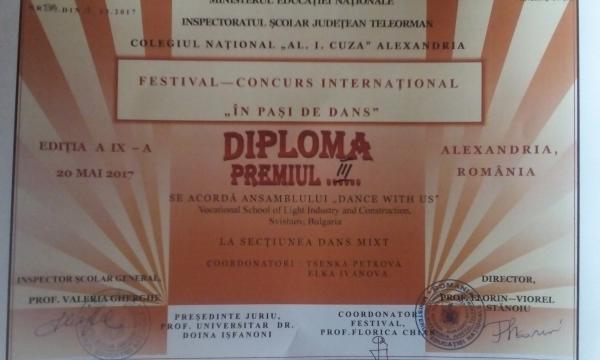 MINISTERUL EDUCAȚIEI NAȚIONALE
INSPECTORATUL ȘCOLAR JUDEȚEAN TELEORMAN
COLEGIUL NAȚIONAL „AL. I. CUZA" ALEXANDRIA
FESTIVAL—CONCURS INTERNAȚIONAL
„ÎN PAȘI DE DANS"
EDIȚIA A IX –A
20 MAI 2017
DIPLOMA
PREMIUL III
ALEXANDRIA,
ROMÂNIA
SE ACORDĂ ANSAMBLULUI „DANCE WITH US"
Vocational School of Light Industry and Construction,
Svishtov, Bulgaria
LA SECȚIUNEA DANS MIXT
COORDONATORI : TSENKA PETKOVA
ELKA IVANOVA
INSPECTOR ȘCOLAR GENERAL,
PROF. VALERIA GHERGHE
PREȘEDINTE JURIU,
PROF. UNIVERSITAR DR.
DOINA IȘFANONI
COORDONATOR
FESTIVAL,
PROF.FLORICA
DIRECTOR,
PROF. FLORIN—VIOREL
STĂNOIU